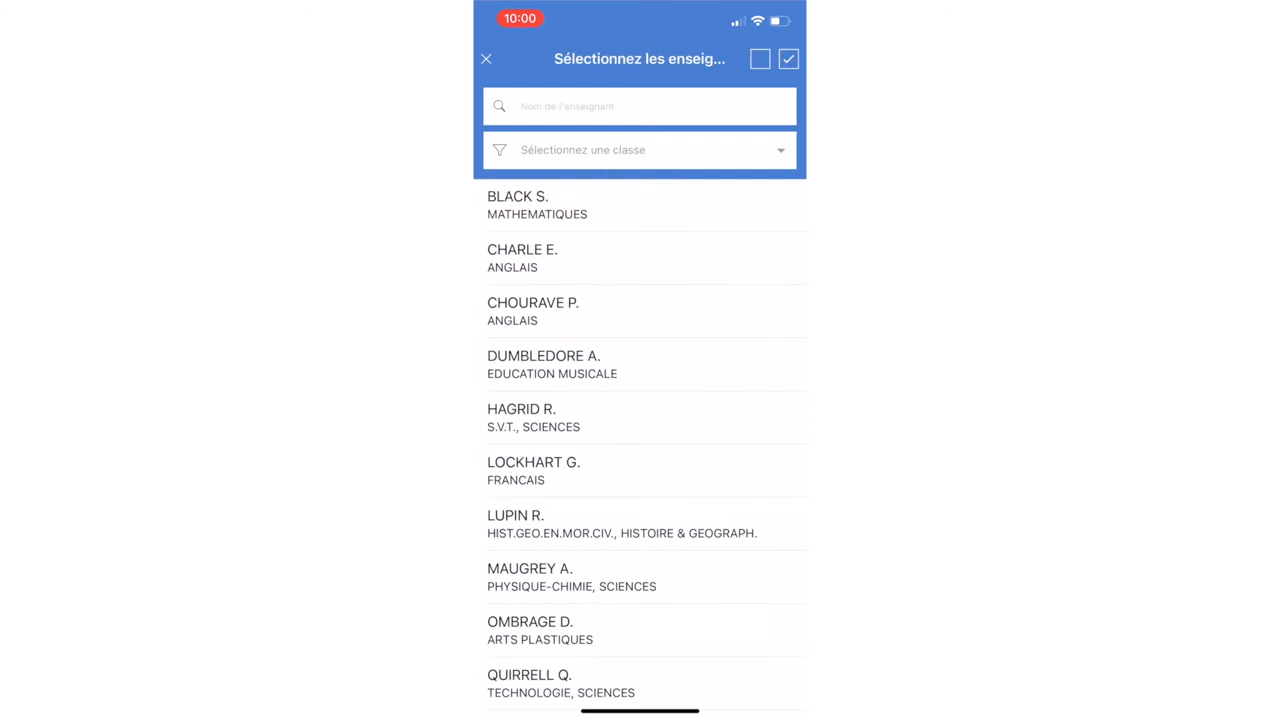 10:00
Sélectionnez les enseig...
Nom de l'enseignant
Sélectionnez une classe
BLACK S.
MATHEMATIQUES
CHARLE E.
ANGLAIS
CHOURAVE P.
ANGLAIS
DUMBLEDORE A.
EDUCATION MUSICALE
HAGRID R.
S.V.T., SCIENCES
LOCKHART G.
FRANCAIS
LUPIN R.
HIST.GEO.EN.MOR.CIV., HISTOIRE & GEOGRAPH.
MAUGREY A.
PHYSIQUE-CHIMIE, SCIENCES
OMBRAGE D.
ARTS PLASTIQUES
QUIRRELL Q.
TECHNOLOGIE, SCIENCES